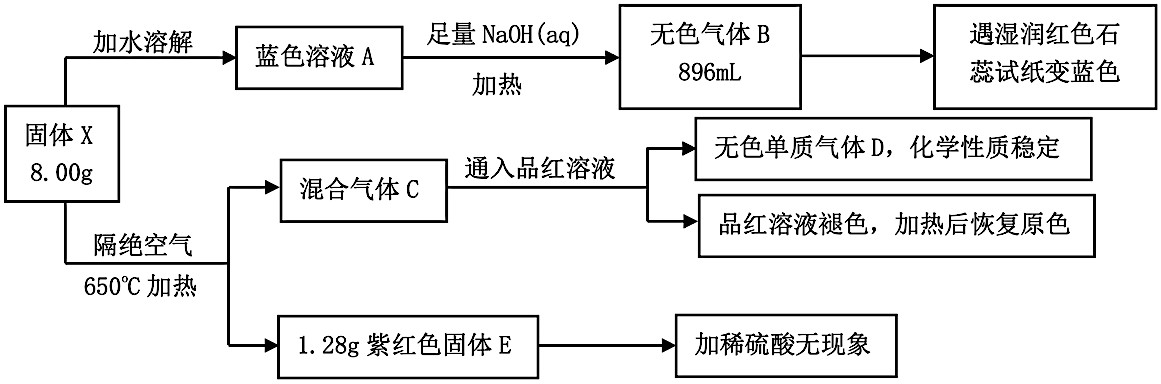 加水溶解
蓝色溶液 A
足量 NaOH(aq)
加热
无色气体 B
896mL
遇湿润红色石
蕊试纸变蓝色
固体 X
8.00g
隔绝空气
650℃ 加热
混合气体 C
通入品红溶液
无色单质气体 D，化学性质稳定
品红溶液褪色，加热后恢复原色
1.28g 紫红色固体 E
加稀硫酸无现象